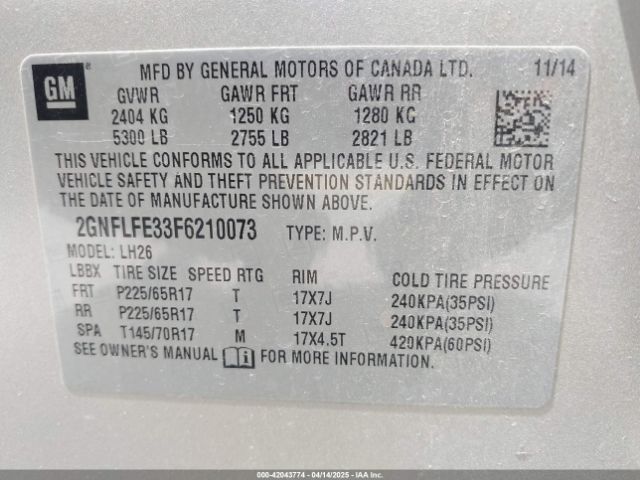 GM ® MFD BY GENERAL MOTORS OF CANADA LTD. 11/14
GVWR GAWR FRT GAWR RR
2404 KG 1250 KG 1280 KG
5300 LB 2755 LB 2821 LB
THIS VEHICLE CONFORMS TO ALL APPLICABLE U.S. FEDERAL MOTOR
VEHICLE SAFETY AND THEFT PREVENTION STANDARDS IN EFFECT ON
THE DATE OF MANUFACTURE SHOWN ABOVE.
2GNFLFE33F6210073 TYPE: M.P.V.
MODEL: LH26
LBBX TIRE SIZE SPEED RTG RIM COLD TIRE PRESSURE
FRT P225/65R17 T 17X7J 240KPA(35PSI)
RR P225/65R17 T 17X7J 240KPA(35PSI)
SPA T145/70R17 M 17X4.5T 420KPA(60PSI)
SEE OWNER'S MANUAL i FOR MORE INFORMATION.
000-42043774 - 04/14/2025 - IAA, Inc.